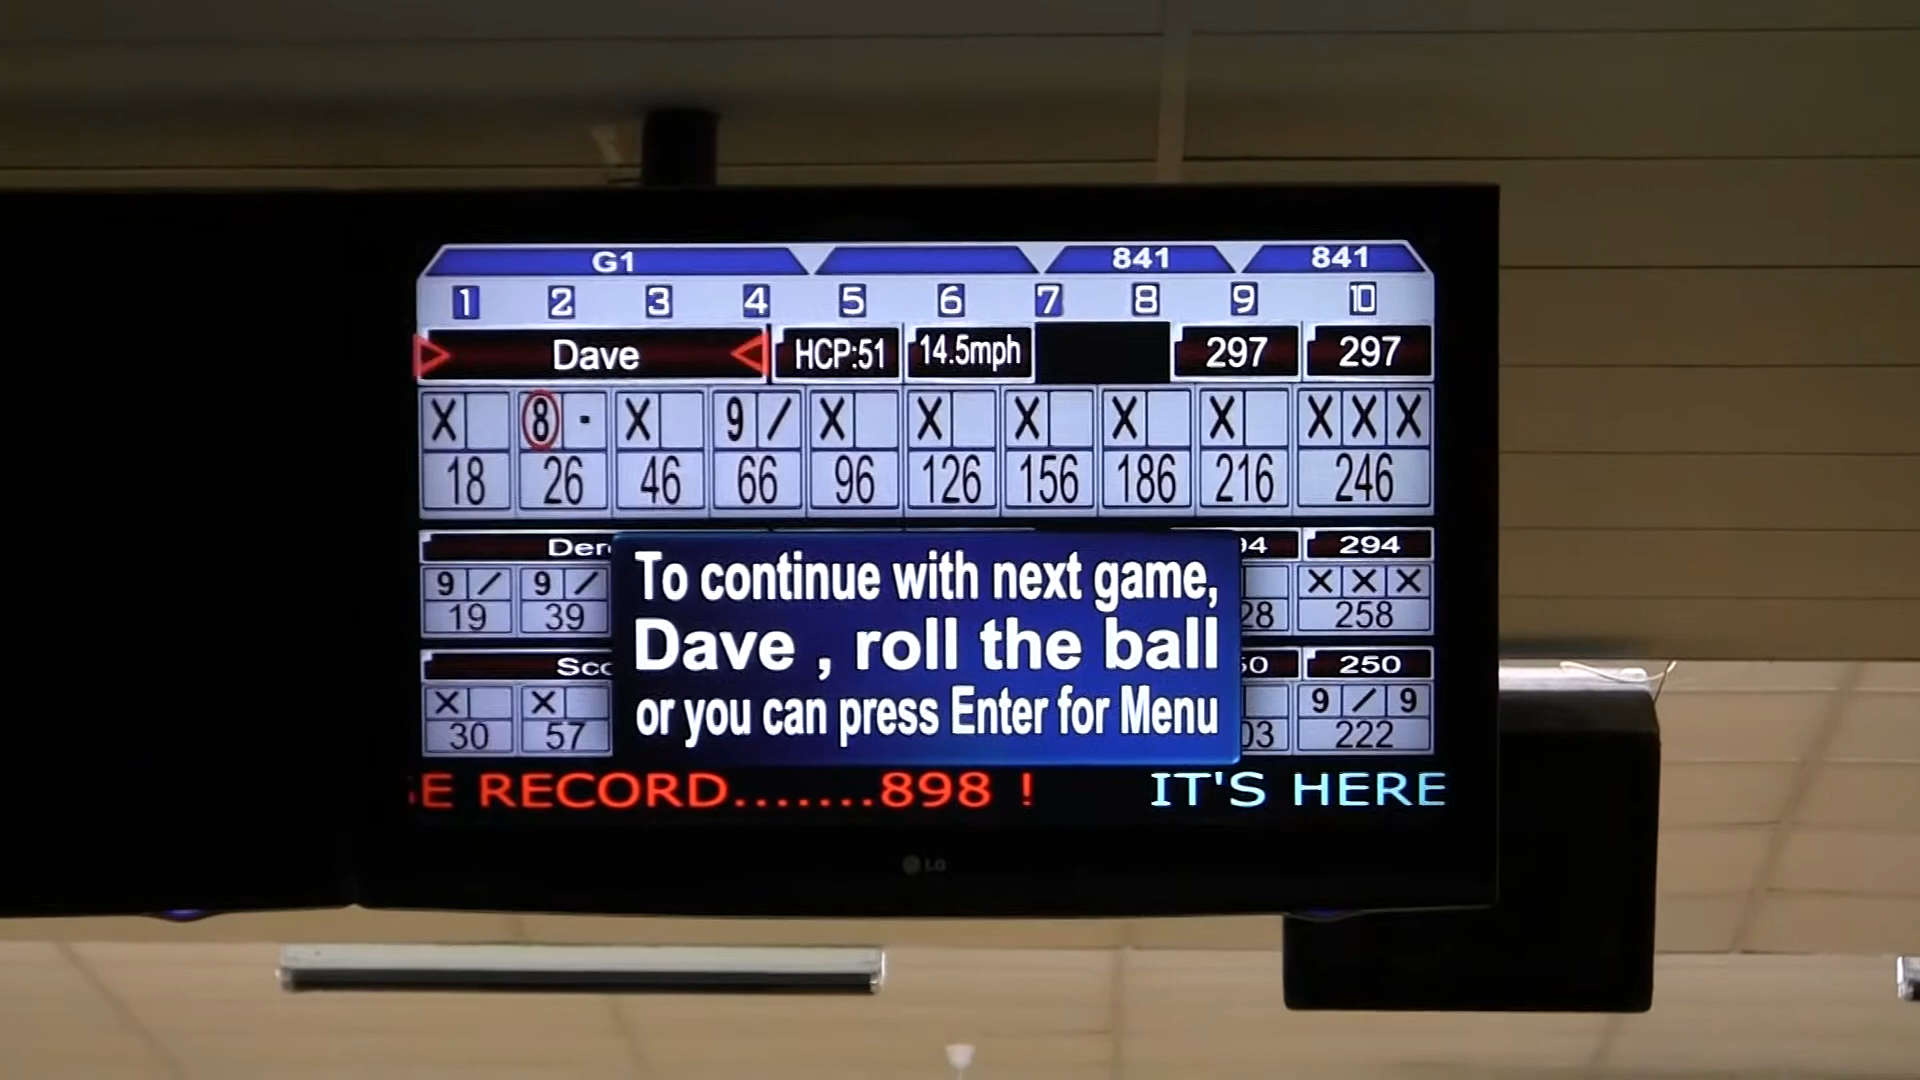 G1 841 841
1 2 3 4 5 6 7 8 9 10
Dave HCP:51 14.5mph 297 297
X 8 - X 9 / X X X X X X X X
18 26 46 66 96 126 156 186 216 246
294
9 / 9 / X X X
19 39 258
250
X X 9 / 9
30 57 222
To continue with next game,
Dave , roll the ball
or you can press Enter for Menu
RECORD.......898 ! IT'S HERE
LG